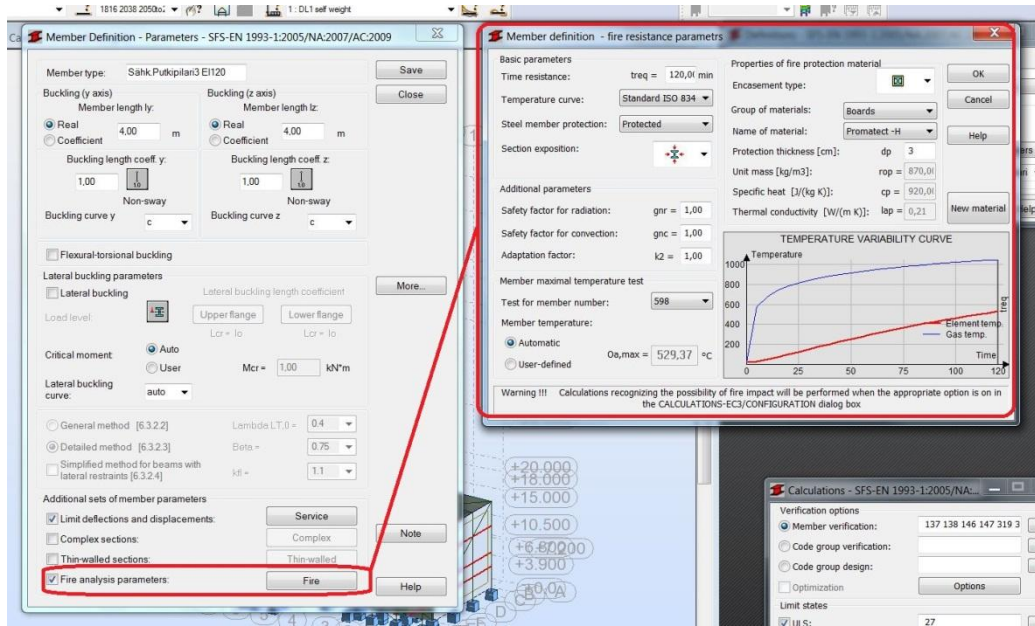 1816 2038 2050to2
1 : DL1 self weight
Member Definition - Parameters - SFS-EN 1993-1:2005/NA:2007/AC:2009
Member type: Sähk.Putkipilari3 EI120
Save
Close
Buckling (y axis)
Member length ly:
Real
Coefficient
4,00 m
Buckling length coeff. y:
1,00
1.0
Non-sway
Buckling curve y
c
Buckling (z axis)
Member length lz:
Real
Coefficient
4,00 m
Buckling length coeff. z:
1,00
1.0
Non-sway
Buckling curve z
c
Flexural-torsional buckling
Lateral buckling parameters
Lateral buckling
Lateral buckling length coefficient
More...
Load level:
Upper flange
Lower flange
Lcr = lo
Lcr = lo
Critical moment:
Auto
User
Mcr = 1,00 kN*m
Lateral buckling
curve:
auto
General method [6.3.2.2]
Lambda LT,0 = 0.4
Detailed method [6.3.2.3]
Beta = 0.75
Simplified method for beams with
lateral restraints [6.3.2.4]
kfl = 1.1
Additional sets of member parameters
Limit deflections and displacements:
Service
Complex sections:
Complex
Note
Thin-walled sections:
Thin-walled
Fire analysis parameters:
Fire
Help
Member definition - fire resistance parametrs
Basic parameters
Time resistance: treq = 120,0( min
Temperature curve: Standard ISO 834
Steel member protection: Protected
Section exposition:
Additional parameters
Safety factor for radiation: gnr = 1,00
Safety factor for convection: gnc = 1,00
Adaptation factor: k2 = 1,00
Member maximal temperature test
Test for member number: 598
Member temperature:
Automatic
User-defined
Θa,max = 529,37 ºC
Properties of fire protection material
Encasement type:
Group of materials: Boards
Name of material: Promatect -H
Protection thickness [cm]: dp 3
Unit mass [kg/m3]: rop = 870,0(
Specific heat [J/(kg K)]: cp = 920,0(
Thermal conductivity [W/(m K)]: lap = 0,21
OK
Cancel
Help
New material
TEMPERATURE VARIABILITY CURVE
Temperature
1000
800
600
400
200
0 25 50 75 100 120
treq
Element temp.
Gas temp.
Time
Warning !!! Calculations recognizing the possibility of fire impact will be performed when the appropriate option is on in
the CALCULATIONS-EC3/CONFIGURATION dialog box
+20.000
+18.000
+15.000
+10.500
+7.200
+3.900
Calculations - SFS-EN 1993-1:2005/NA:...
Verification options
Member verification: 137 138 146 147 319 3
Code group verification:
Code group design:
Optimization
Options
Limit states
ULS: 27